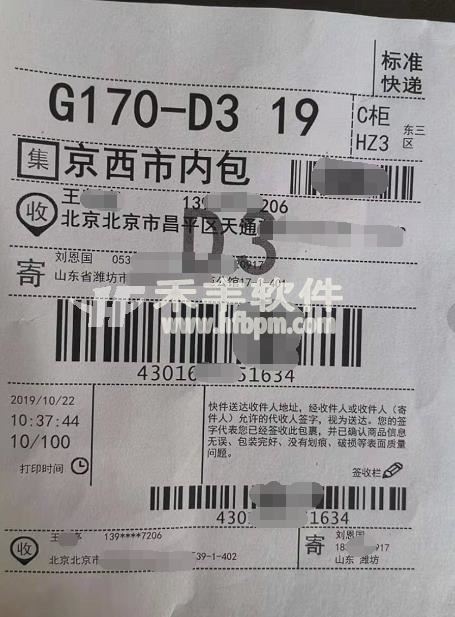 标准
快递
G170-D3 19
C柜
HZ3
东三
区
集
京西市内包
收
王
139 7206
北京北京市昌平区天通
D3
刘恩国 053 0917
寄
山东省潍坊市 公馆17-1-401
禾丰软件
www.hfbpm.com
43016 51634
2019/10/22
10:37:44
10/100
打印时间
快件送达收件人地址,经收件人或收件人(寄
件人)允许的代收人签字,视为送达。您的签
字代表您已经签收此包裹,并已确认商品信息
无误、包装完好、没有划痕、破损等表面质量
问题。
签收栏
430 1634
收
王 139****7206
北京北京市 39-1-402
寄
刘恩国
18 917
山东 潍坊